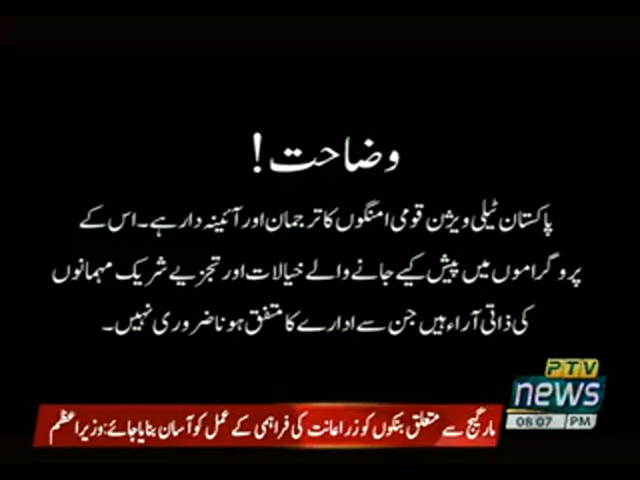 وضاحت!
پاکستان ٹیلی ویژن قومی امنگوں کا ترجمان اور آئینہ دار ہے۔ اس کے
پروگراموں میں پیش کیے جانے والے خیالات اور تجزیے شریک مہمانوں
کی ذاتی آراء ہیں جن سے ادارے کا متفق ہونا ضروری نہیں۔
PTV
news
08:07 PM
مارگیج سے متعلق بنکوں کو زراعانت کی فراہمی کے عمل کو آسان بنایا جائے: وزیراعظم